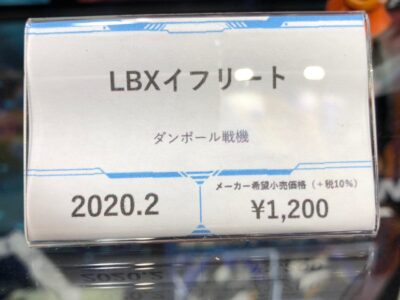 LBXイフリート
ダンボール戦機
2020.2
メーカー希望小売価格（＋税10%）
¥1,200